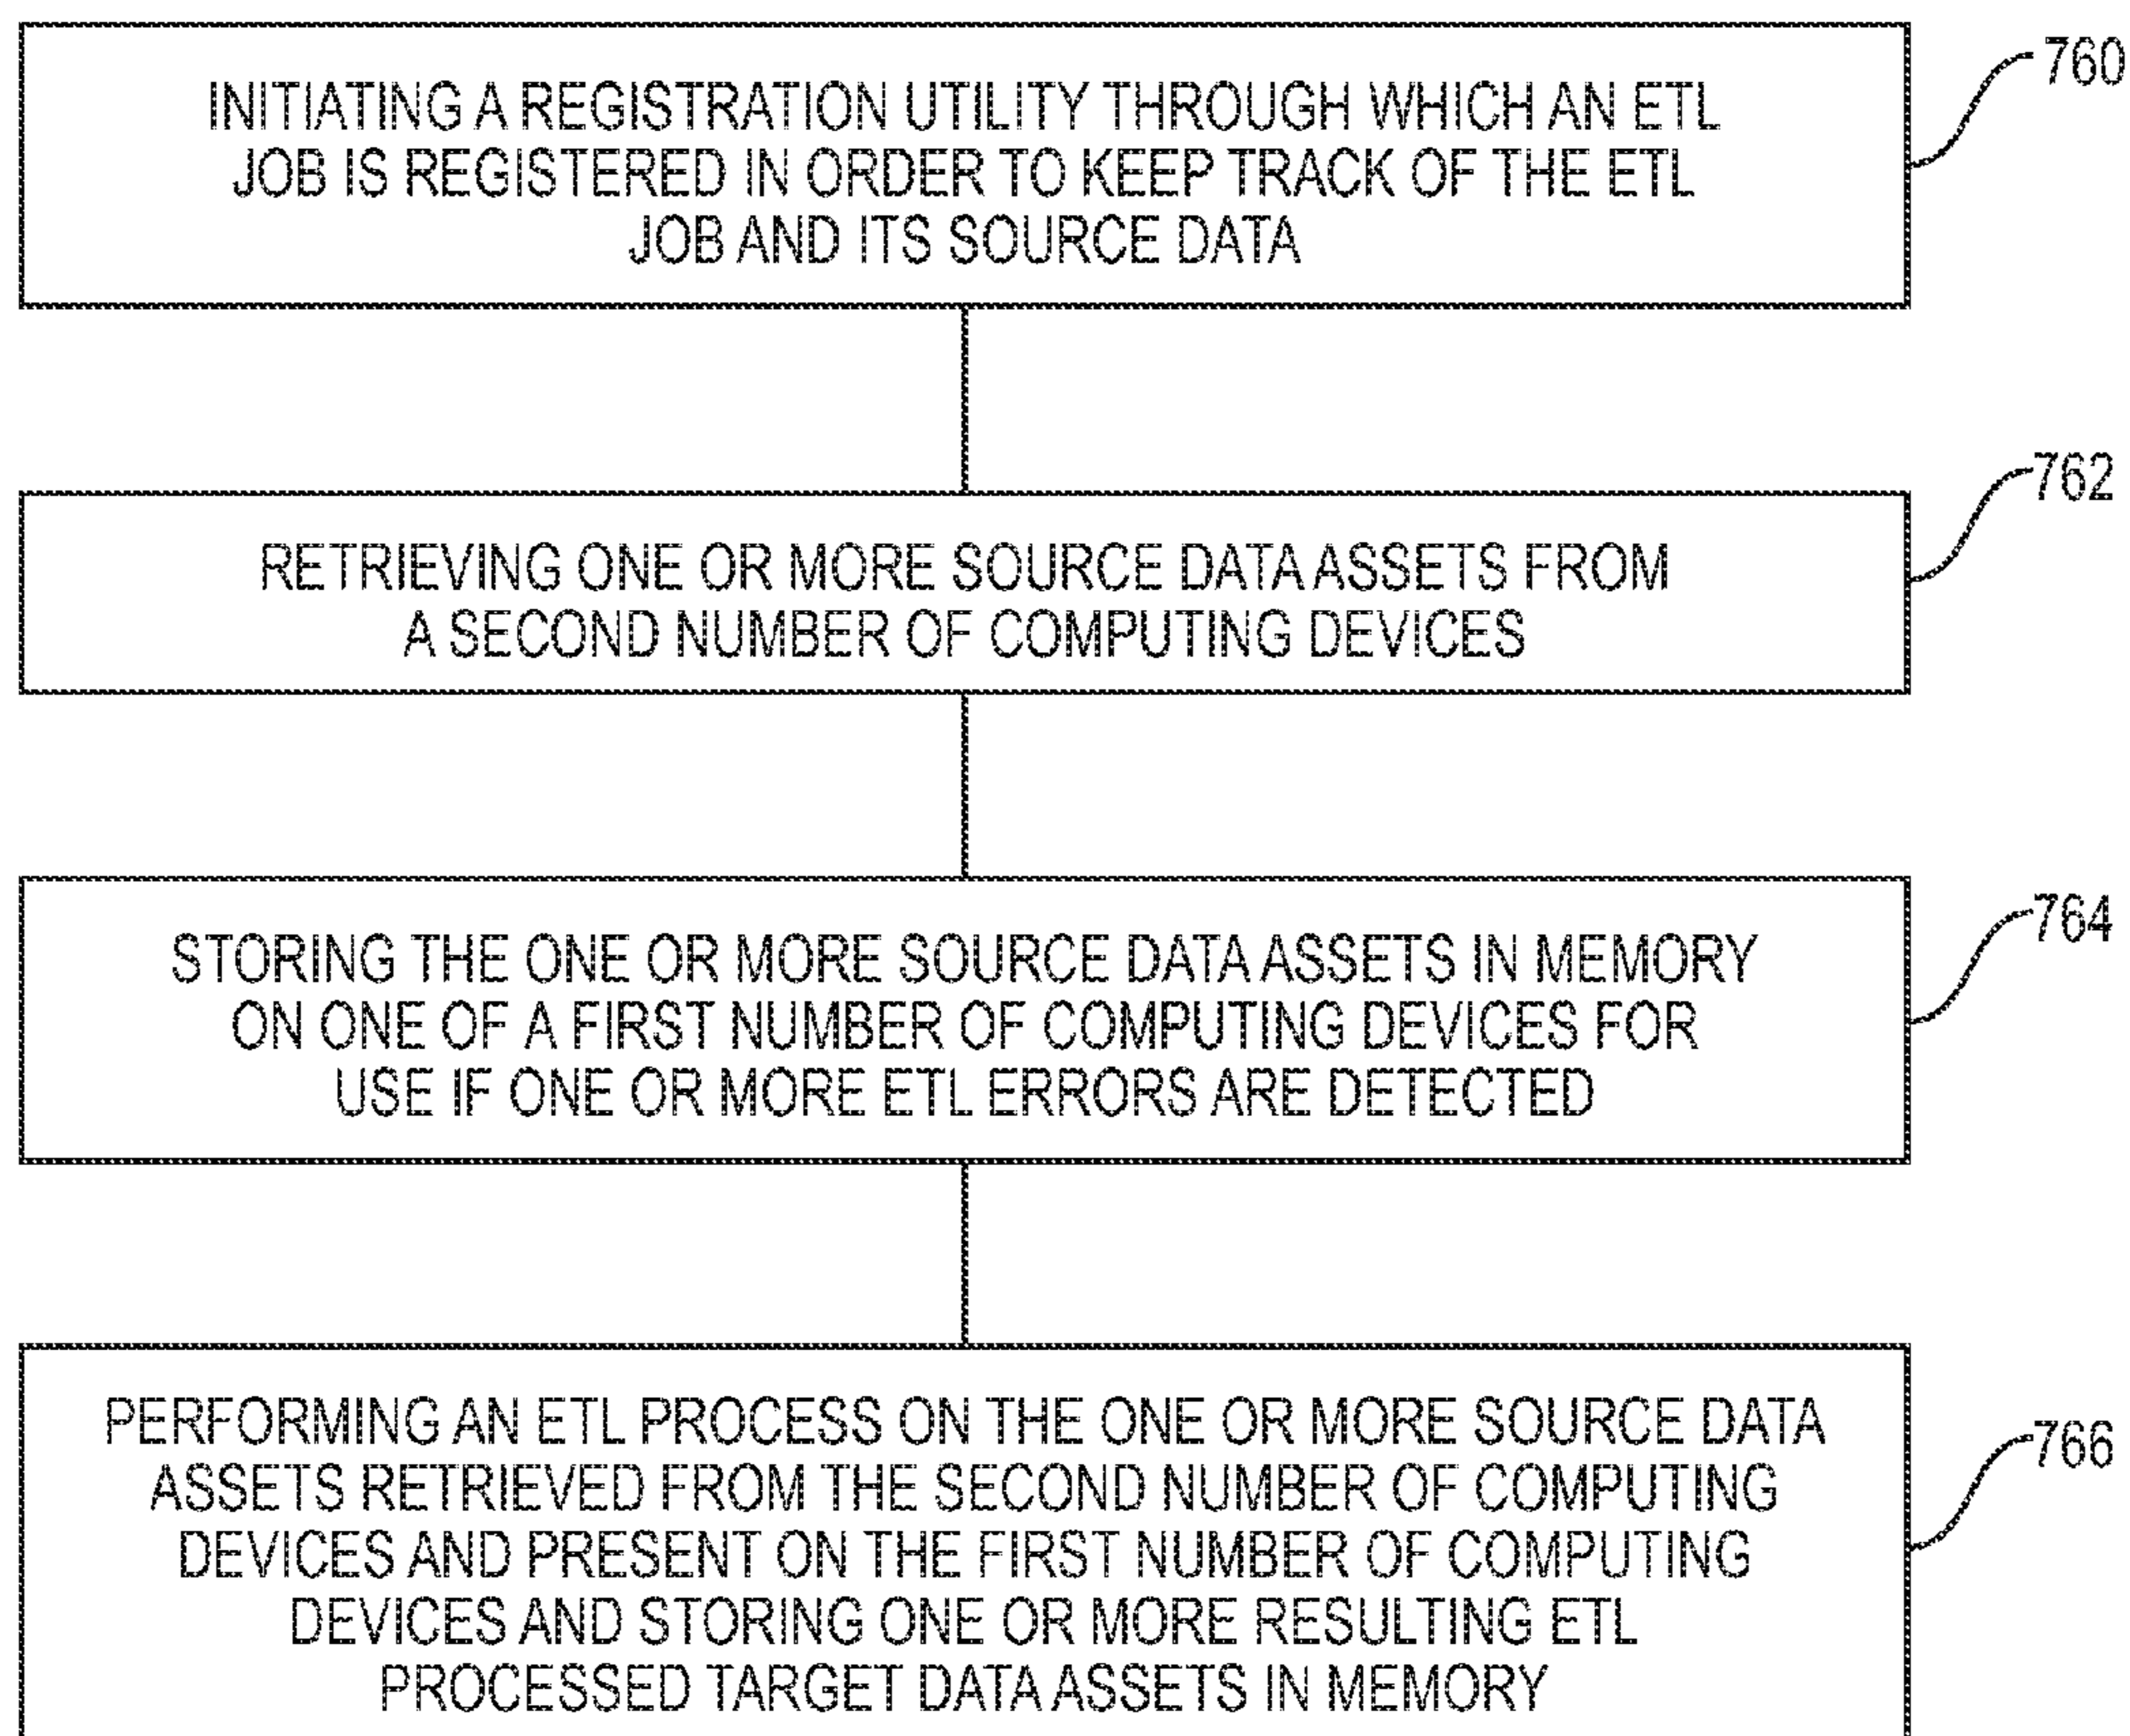 760
INITIATING A REGISTRATION UTILITY THROUGH WHICH AN ETL
JOB IS REGISTERED IN ORDER TO KEEP TRACK OF THE ETL
JOB AND ITS SOURCE DATA
762
RETRIEVING ONE OR MORE SOURCE DATA ASSETS FROM
A SECOND NUMBER OF COMPUTING DEVICES
764
STORING THE ONE OR MORE SOURCE DATA ASSETS IN MEMORY
ON ONE OF A FIRST NUMBER OF COMPUTING DEVICES FOR
USE IF ONE OR MORE ETL ERRORS ARE DETECTED
766
PERFORMING AN ETL PROCESS ON THE ONE OR MORE SOURCE DATA
ASSETS RETRIEVED FROM THE SECOND NUMBER OF COMPUTING
DEVICES AND PRESENT ON THE FIRST NUMBER OF COMPUTING
DEVICES AND STORING ONE OR MORE RESULTING ETL
PROCESSED TARGET DATA ASSETS IN MEMORY